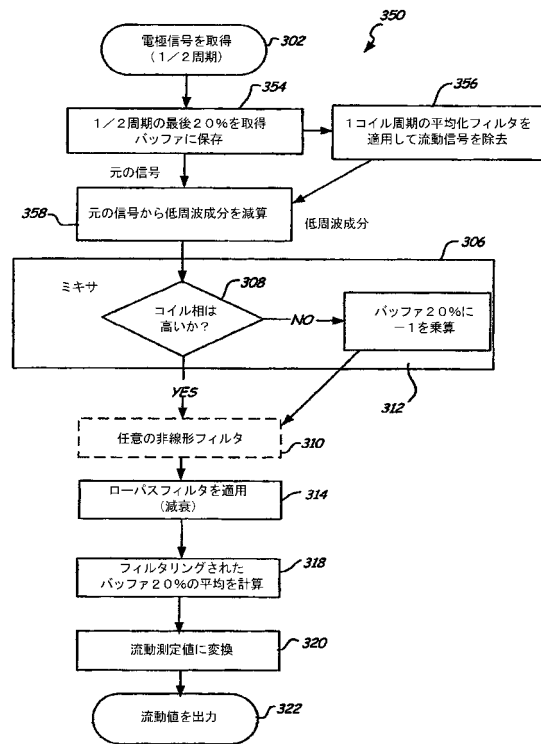 350
電極信号を取得
(1/2周期)
302
354
1/2周期の最後20%を取得
バッファに保存
356
1コイル周期の平均化フィルタを
適用して流動信号を除去
元の信号
358
元の信号から低周波成分を減算
低周波成分
306
ミキサ
308
コイル相は
高いか?
NO
バッファ20%に
-1を乗算
312
YES
任意の非線形フィルタ
310
ローパスフィルタを適用
(減衰)
314
フィルタリングされた
バッファ20%の平均を計算
318
流動測定値に変換
320
流動値を出力
322